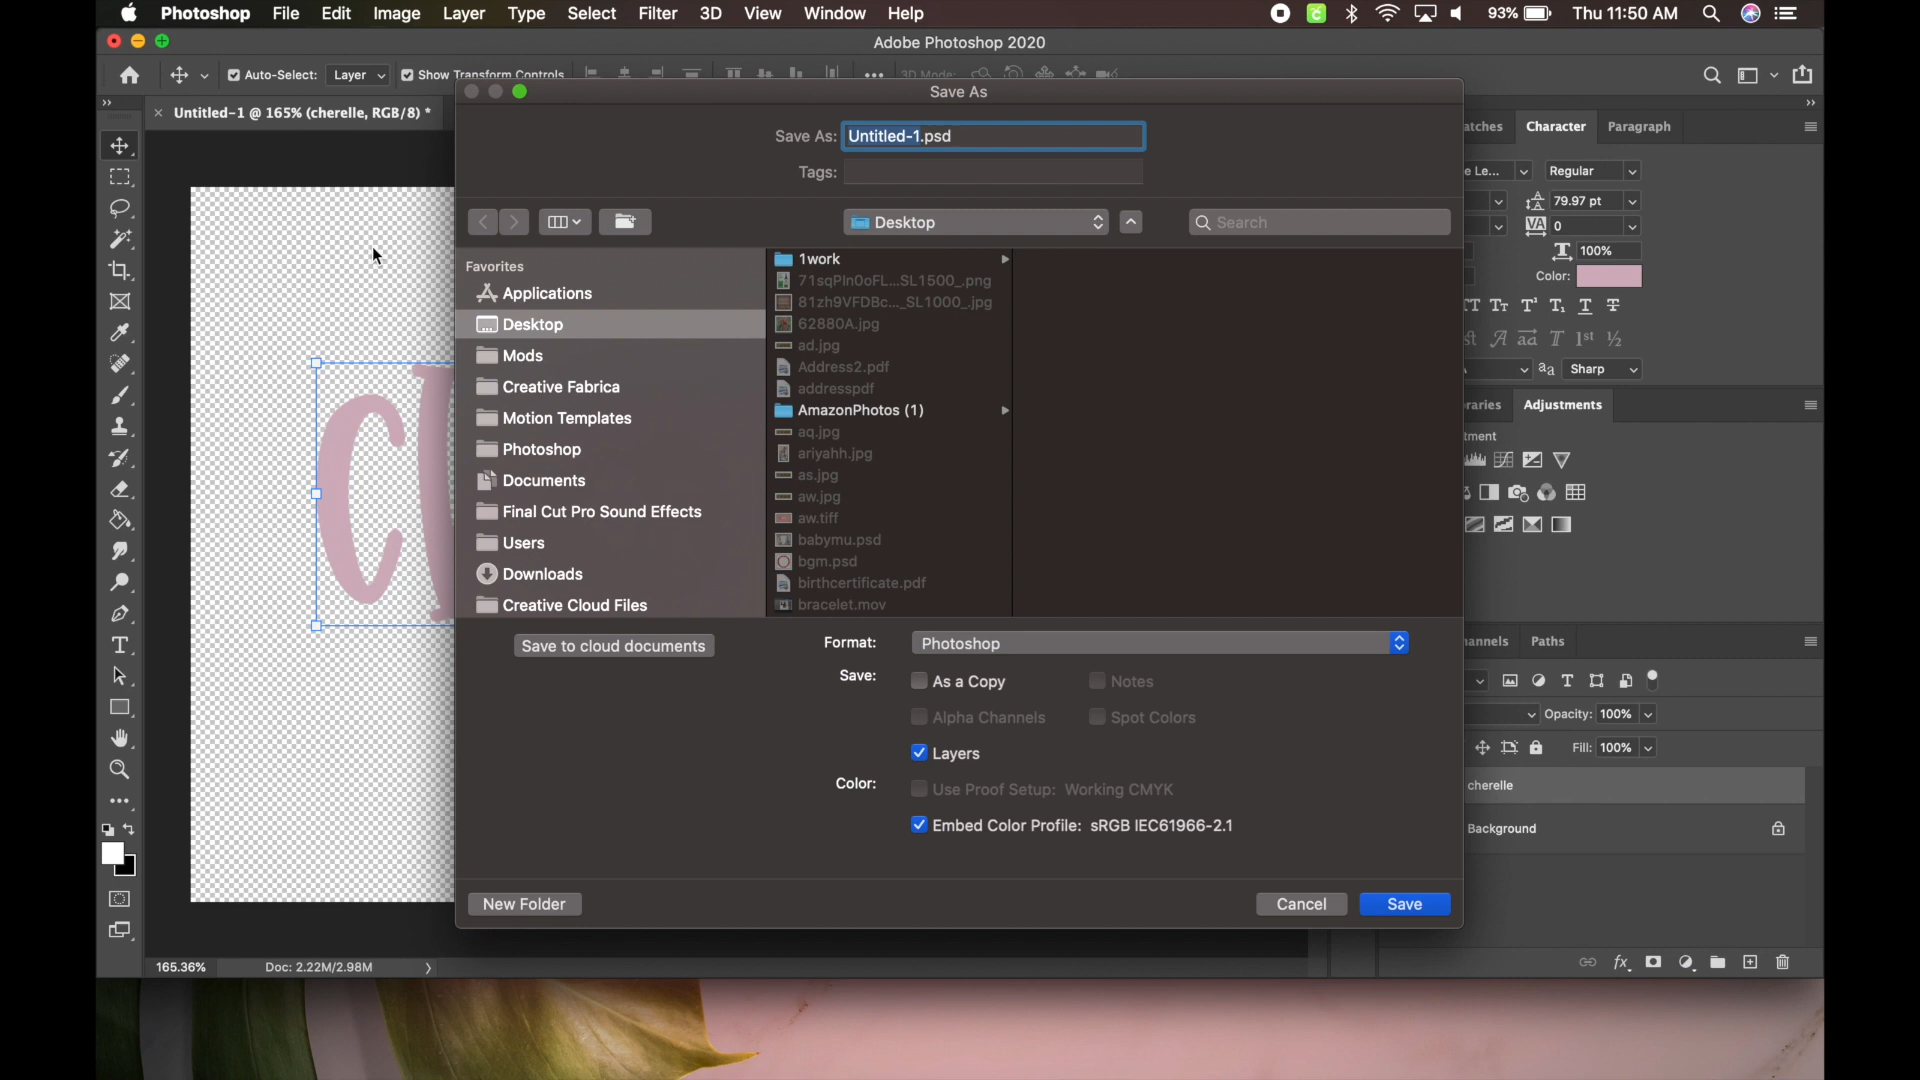 Photoshop File Edit Image Layer Type Select Filter 3D View Window Help 93% Thu 11:50 AM
Adobe Photoshop 2020
Auto-Select: Layer Show Transform Controls 3D Mode:
Untitled-1 @ 165% (cherelle, RGB/8) *
Save As
Save As: Untitled-1.psd
Tags:
Desktop
Search
Favorites
Applications
Desktop
Mods
Creative Fabrica
Motion Templates
Photoshop
Documents
Final Cut Pro Sound Effects
Users
Downloads
Creative Cloud Files
1work
71sqPIn0oFL...SL1500_.png
81zh9VFDBc..._SL1000_.jpg
62880A.jpg
ad.jpg
Address2.pdf
addresspdf
AmazonPhotos (1)
aq.jpg
ariyahh.jpg
as.jpg
aw.jpg
aw.tiff
babymu.psd
bgm.psd
birthcertificate.pdf
bracelet.mov
Save to cloud documents
Format: Photoshop
Save: As a Copy Notes
Alpha Channels Spot Colors
Layers
Color: Use Proof Setup: Working CMYK
Embed Color Profile: sRGB IEC61966-2.1
New Folder Cancel Save
atches Character Paragraph
e Le... Regular
79.97 pt
0
100%
Color:
Sharp
raries Adjustments
tment
hannels Paths
Opacity: 100%
Fill: 100%
cherelle
Background
165.36% Doc: 2.22M/2.98M